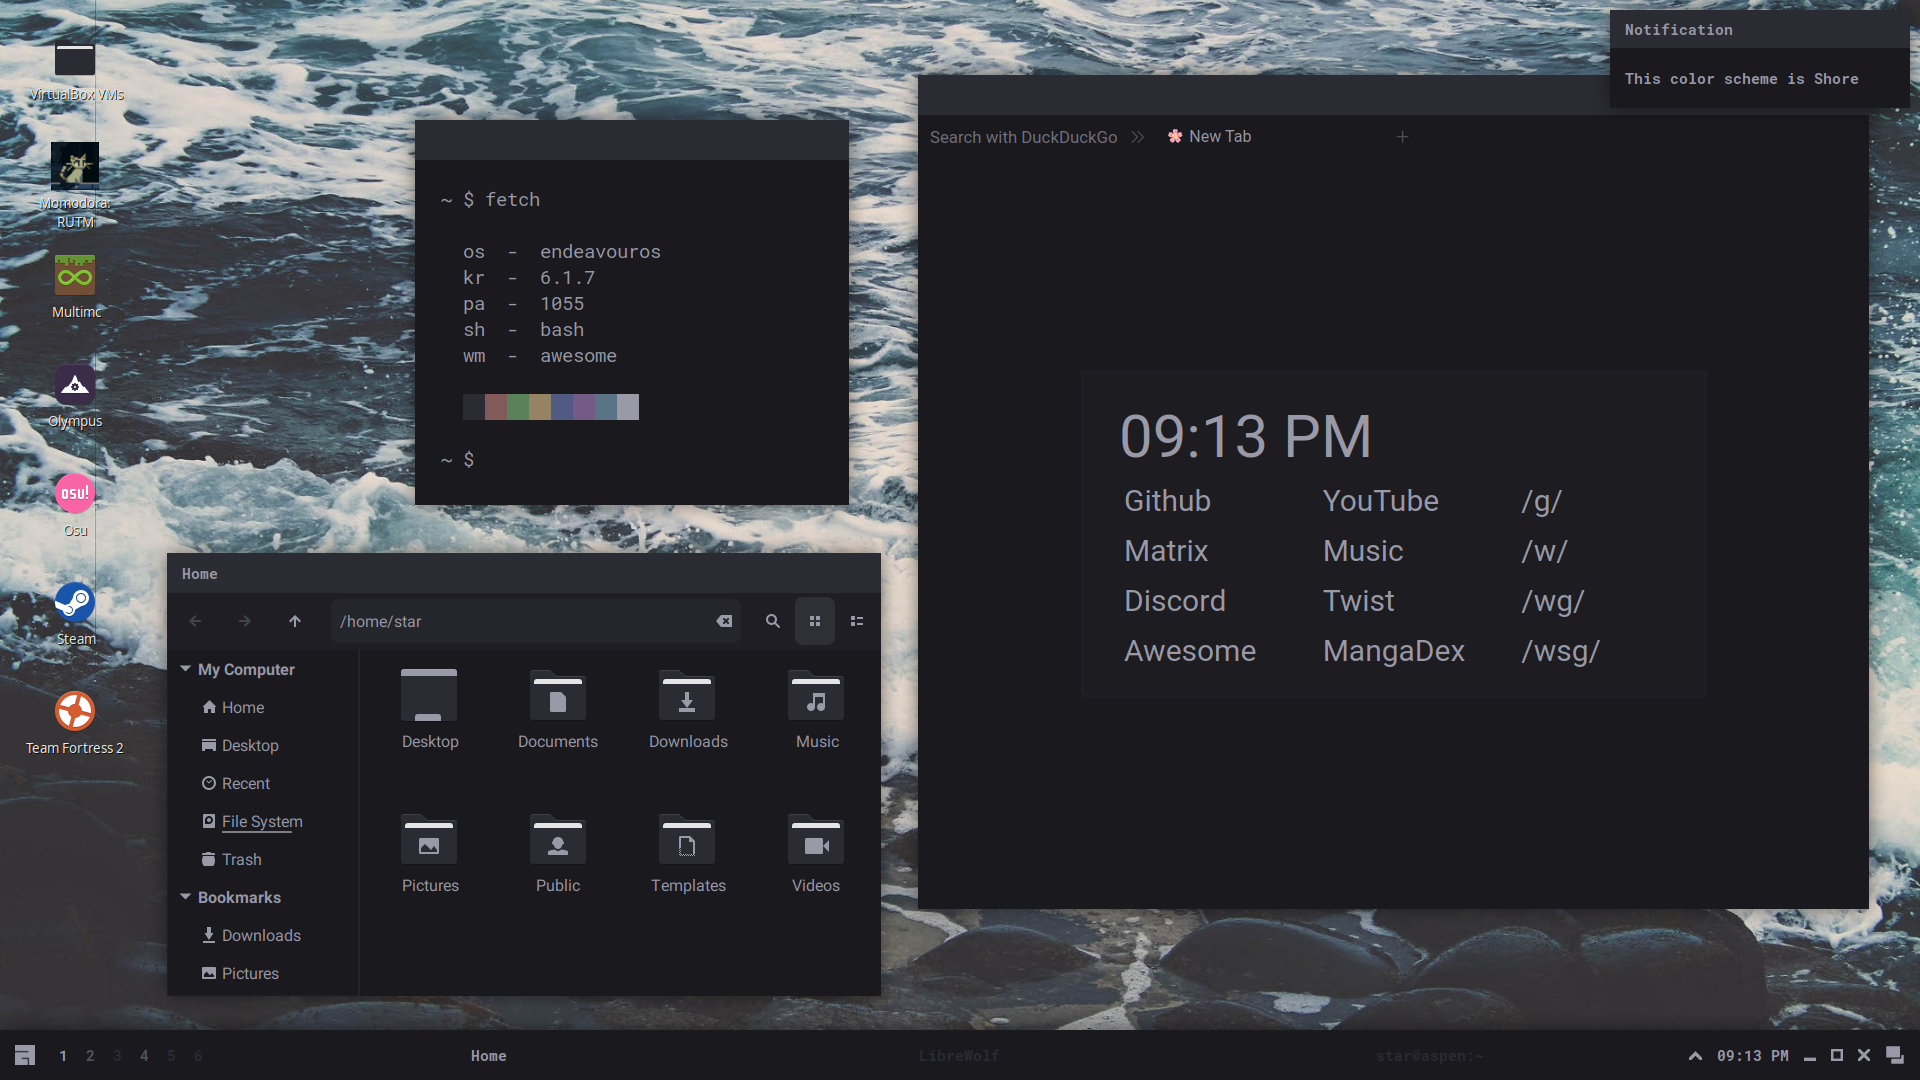 Notification
This color scheme is Shore
VirtualBox VMs
Momodora:
RUTM
Multimc
Olympus
osu!
Osu
Steam
Team Fortress 2
~ $ fetch
os - endeavouros
kr - 6.1.7
pa - 1055
sh - bash
wm - awesome
~ $
Search with DuckDuckGo
New Tab
09:13 PM
Github YouTube /g/
Matrix Music /w/
Discord Twist /wg/
Awesome MangaDex /wsg/
Home
/home/star
My Computer
Home
Desktop
Recent
File System
Trash
Bookmarks
Downloads
Pictures
Desktop Documents Downloads Music
Pictures Public Templates Videos
1 2 3 4 5 6 Home LibreWolf star@aspen:~ 09:13 PM